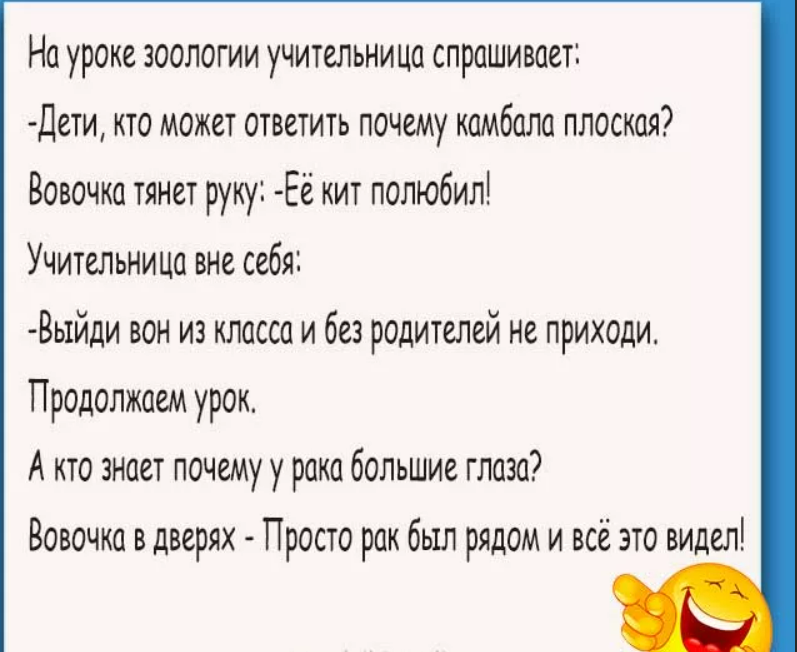 На уроке зоологии учительница спрашивает:
-Дети, кто может ответить почему камбала плоская?
Вовочка тянет руку: -Её кит полюбил!
Учительница вне себя:
-Выйди вон из класса и без родителей не приходи.
Продолжаем урок.
А кто знает почему у рака большие глаза?
Вовочка в дверях - Просто рак был рядом и всё это видел!